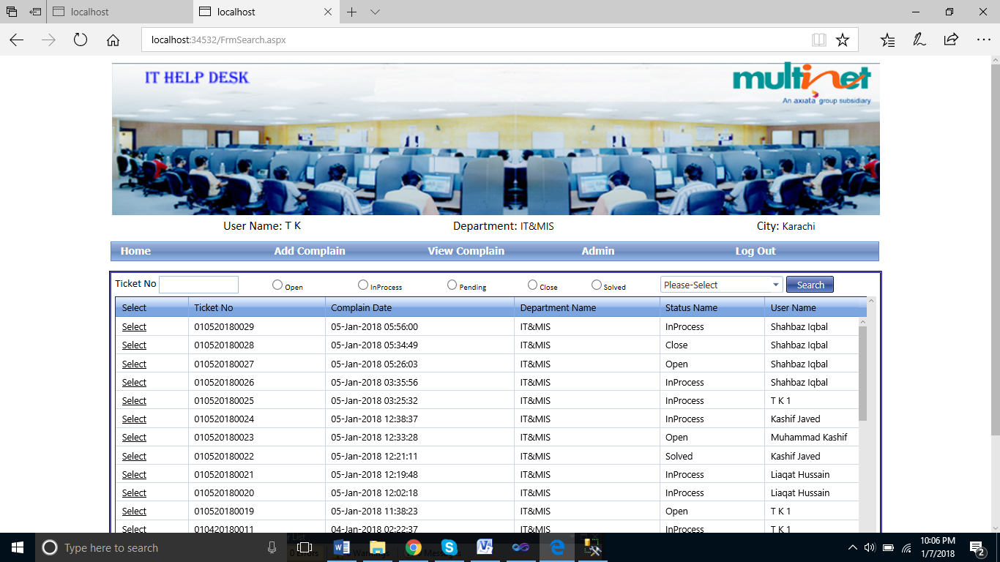 localhost
localhost
localhost:34532/FrmSearch.aspx
IT HELP DESK
multinet
An axiata group subsidiary
User Name: T K Department: IT&MIS City: Karachi
Home Add Complain View Complain Admin Log Out
Ticket No Open InProcess Pending Close Solved Please-Select Search
Select Ticket No Complain Date Department Name Status Name User Name
Select 010520180029 05-Jan-2018 05:56:00 IT&MIS InProcess Shahbaz Iqbal
Select 010520180028 05-Jan-2018 05:34:49 IT&MIS Close Shahbaz Iqbal
Select 010520180027 05-Jan-2018 05:26:03 IT&MIS Open Shahbaz Iqbal
Select 010520180026 05-Jan-2018 03:35:56 IT&MIS InProcess Shahbaz Iqbal
Select 010520180025 05-Jan-2018 03:25:32 IT&MIS InProcess T K 1
Select 010520180024 05-Jan-2018 12:38:37 IT&MIS InProcess Kashif Javed
Select 010520180023 05-Jan-2018 12:33:28 IT&MIS Open Muhammad Kashif
Select 010520180022 05-Jan-2018 12:21:11 IT&MIS Solved Kashif Javed
Select 010520180021 05-Jan-2018 12:19:48 IT&MIS InProcess Liaqat Hussain
Select 010520180020 05-Jan-2018 12:02:18 IT&MIS InProcess Liaqat Hussain
Select 010520180019 05-Jan-2018 11:38:23 IT&MIS Open T K 1
Select 010420180011 04-Jan-2018 02:22:37 IT&MIS InProcess T K 1
Type here to search
0 Errors
10:06 PM
1/7/2018
2